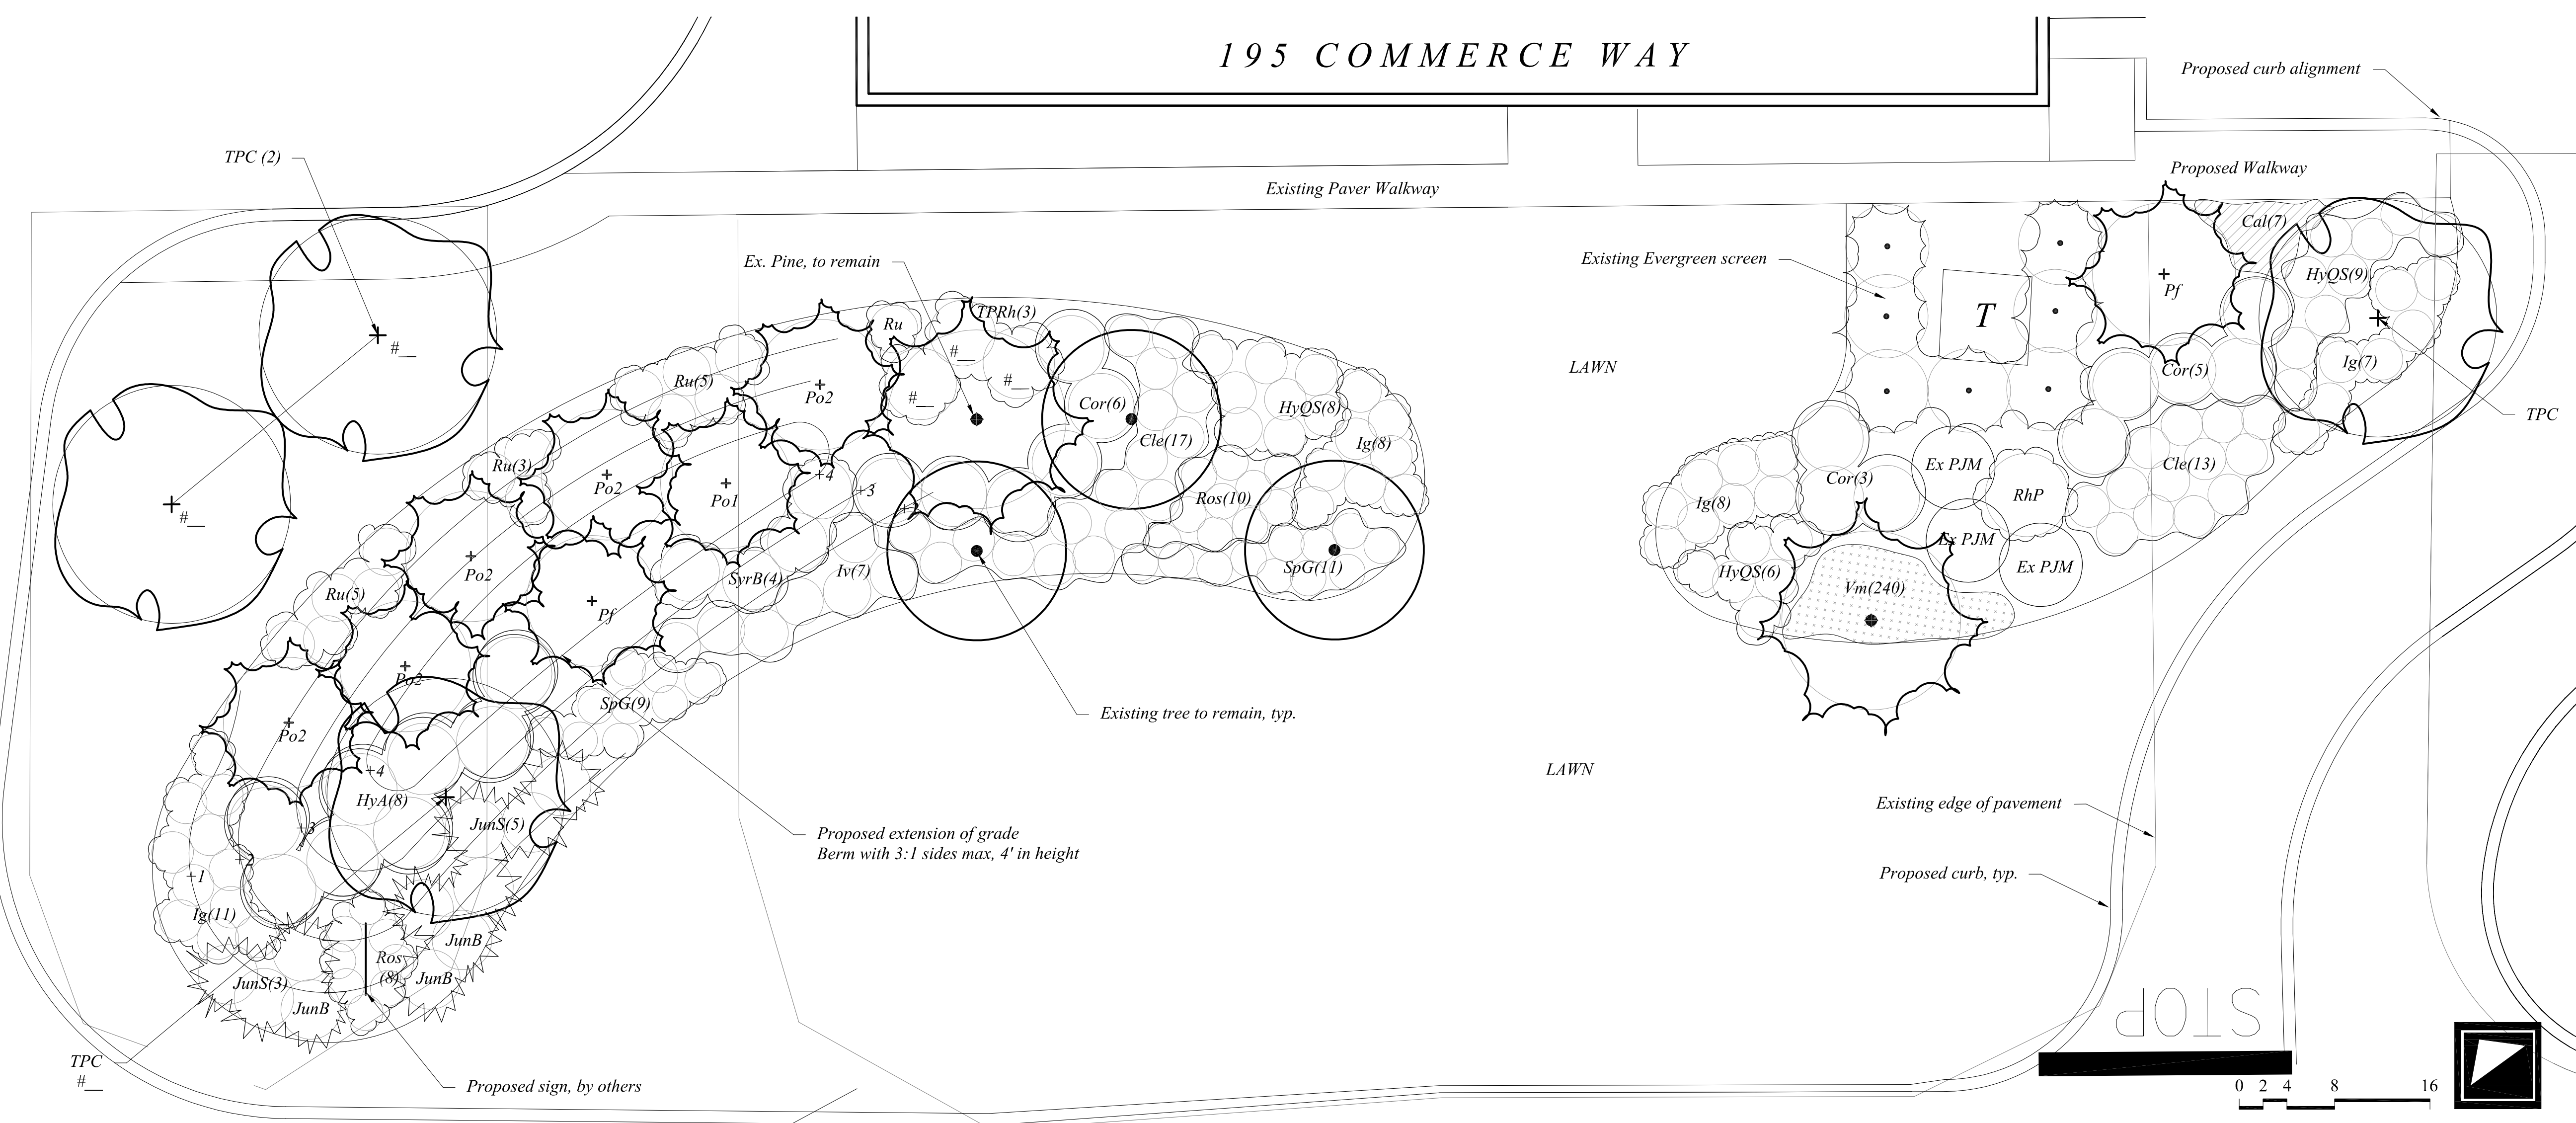 195 COMMERCE WAY
Proposed curb alignment
TPC (2)
Proposed Walkway
Existing Paver Walkway
Cal(7)
Ex. Pine, to remain
Existing Evergreen screen
HyQS(9)
Pf
TPRh(3)
Ru
T
#__
#__
#__
#__
Ru(5)
Po2
LAWN
Cor(5)
Ig(7)
Cor(6)
HyQS(8)
TPC
Cle(17)
Ig(8)
Ru(3)
Po2
Po1
+4
+3
Ros(10)
Ex PJM
Cor(3)
RhP
Cle(13)
Ig(8)
#__
Po2
SyrB(4)
Iv(7)
SpG(11)
Ex PJM
HyQS(6)
Ex PJM
Vm(240)
Ru(5)
Pf
Po2
SpG(9)
Existing tree to remain, typ.
Po2
+4
LAWN
HyA(8)
JunS(5)
+3
Existing edge of pavement
Proposed extension of grade
Berm with 3:1 sides max, 4' in height
+1
Proposed curb, typ.
Ig(11)
JunB
Ros
(8)
JunB
JunS(3)
JunB
STOP
TPC
#__
Proposed sign, by others
0 2 4 8 16